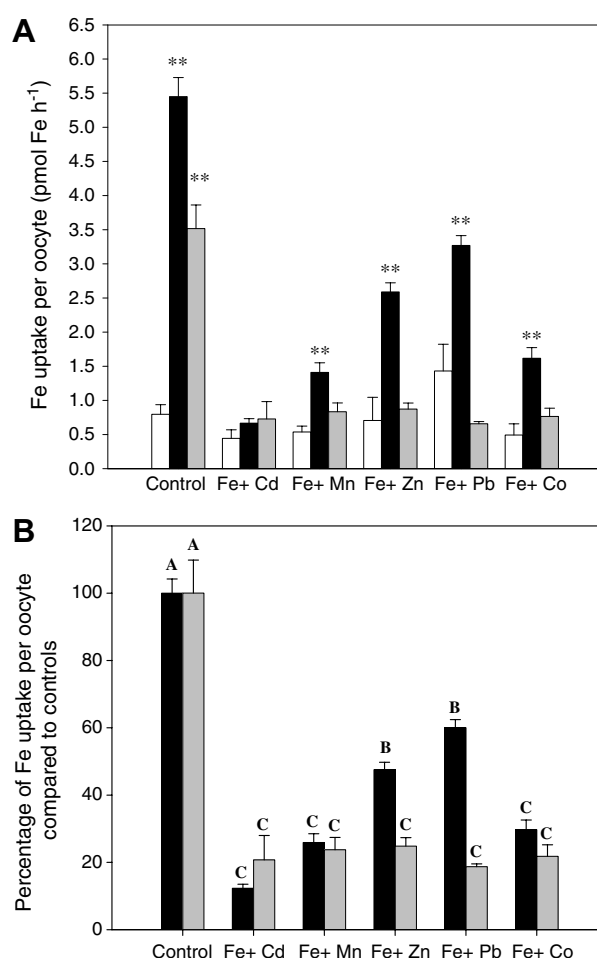 A
Fe uptake per oocyte (pmol Fe h⁻¹)
6.5
6.0
5.5
5.0
4.5
4.0
3.5
3.0
2.5
2.0
1.5
1.0
0.5
0.0
**
**
**
**
**
**
Control Fe+ Cd Fe+ Mn Fe+ Zn Fe+ Pb Fe+ Co
B
Percentage of Fe uptake per oocyte
compared to controls
120
100
80
60
40
20
0
A A
C C
C C
B C
B C
C C
Control Fe+ Cd Fe+ Mn Fe+ Zn Fe+ Pb Fe+ Co